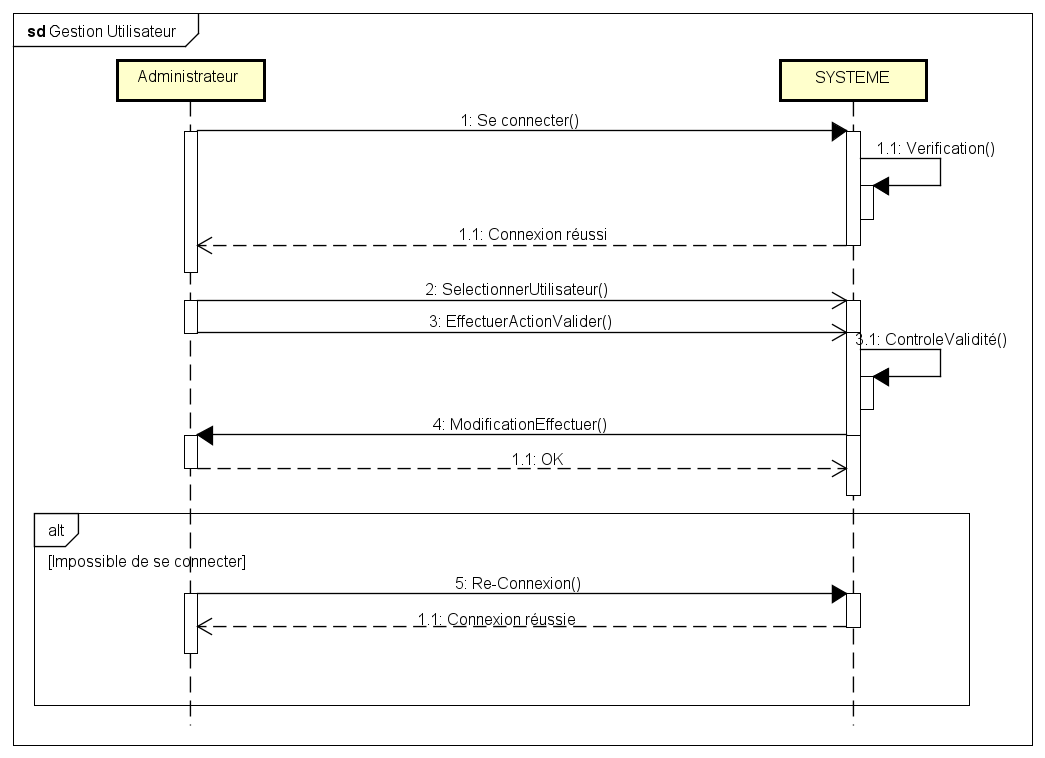 sd Gestion Utilisateur
Administrateur
SYSTEME
1: Se connecter()
1.1: Verification()
1.1: Connexion réussi
2: SelectionnerUtilisateur()
3: EffectuerActionValider()
3.1: ControleValidité()
4: ModificationEffectuer()
1.1: OK
alt
[Impossible de se connecter]
5: Re-Connexion()
1.1: Connexion réussie